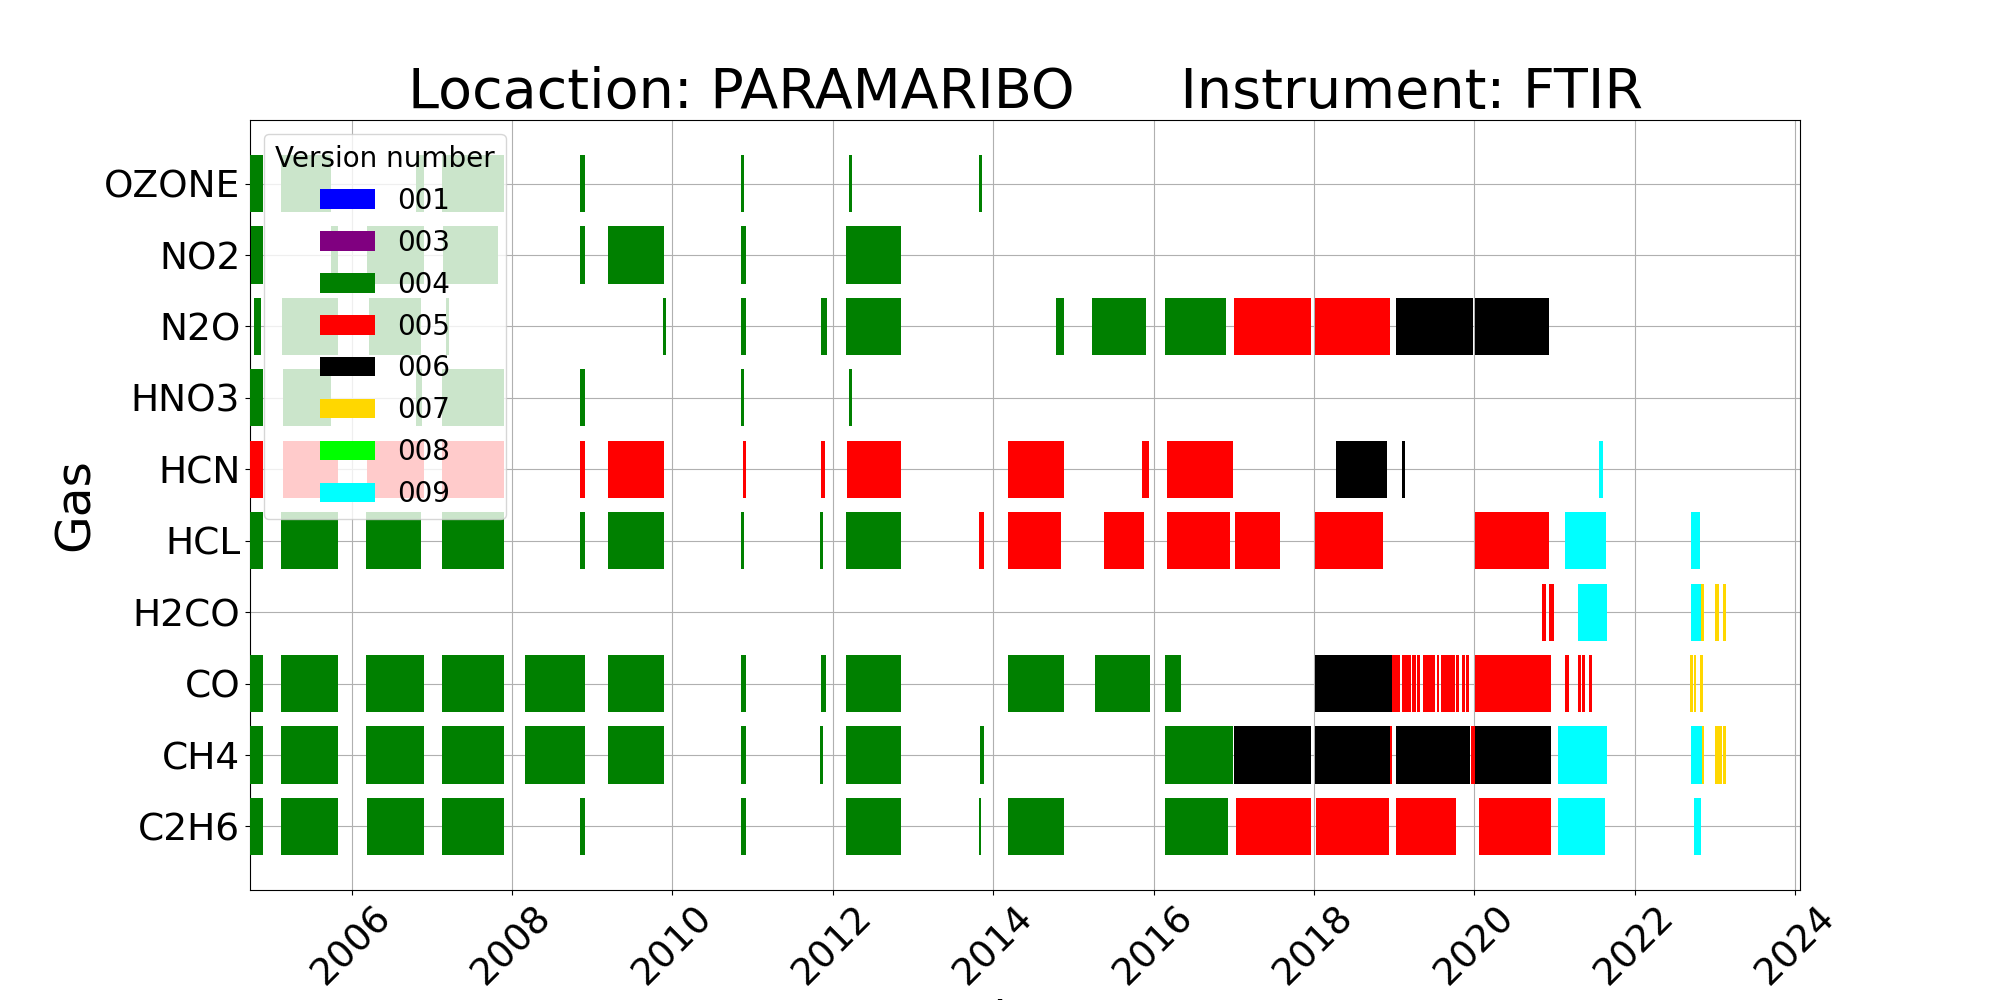 Locaction: PARAMARIBO Instrument: FTIR
Version number
001
003
004
005
006
007
008
009
OZONE
NO2
N2O
HNO3
HCN
HCL
H2CO
CO
CH4
C2H6
Gas
2006 2008 2010 2012 2014 2016 2018 2020 2022 2024